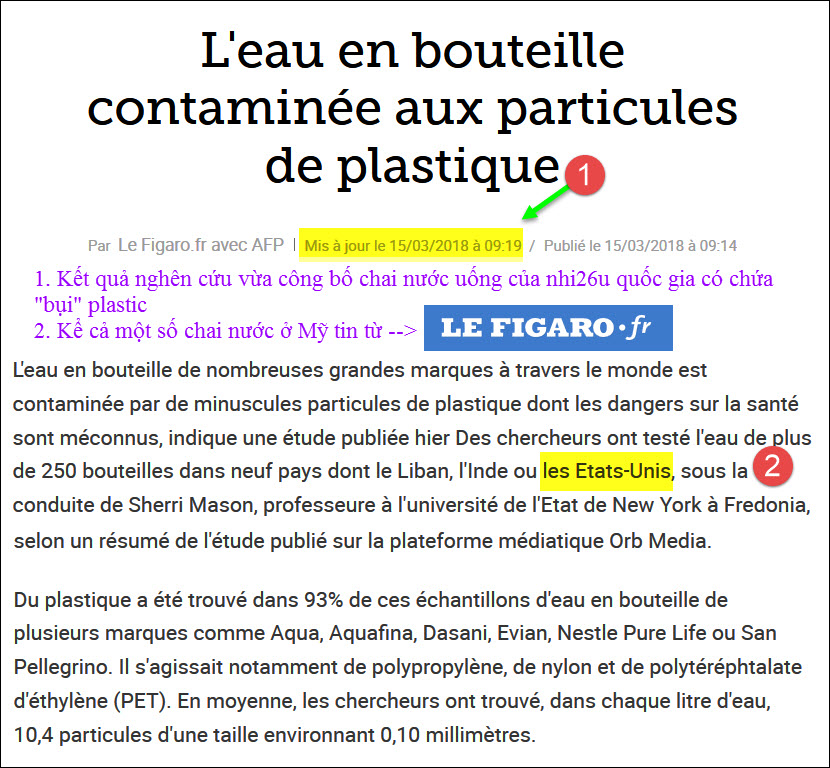 L'eau en bouteille
contaminée aux particules
de plastique
1
Par Le Figaro.fr avec AFP | Mis à jour le 15/03/2018 à 09:19 / Publié le 15/03/2018 à 09:14
1. Kết quả nghên cứu vừa công bố chai nước uống của nhi26u quốc gia có chứa
"bụi" plastic
2. Kể cả một số chai nước ở Mỹ tin từ --> LE FIGARO·fr
L'eau en bouteille de nombreuses grandes marques à travers le monde est
contaminée par de minuscules particules de plastique dont les dangers sur la santé
sont méconnus, indique une étude publiée hier Des chercheurs ont testé l'eau de plus
de 250 bouteilles dans neuf pays dont le Liban, l'Inde ou les Etats-Unis, sous la 2
conduite de Sherri Mason, professeure à l'université de l'Etat de New York à Fredonia,
selon un résumé de l'étude publié sur la plateforme médiatique Orb Media.
Du plastique a été trouvé dans 93% de ces échantillons d'eau en bouteille de
plusieurs marques comme Aqua, Aquafina, Dasani, Evian, Nestle Pure Life ou San
Pellegrino. Il s'agissait notamment de polypropylène, de nylon et de polytéréphtalate
d'éthylène (PET). En moyenne, les chercheurs ont trouvé, dans chaque litre d'eau,
10,4 particules d'une taille environnant 0,10 millimètres.